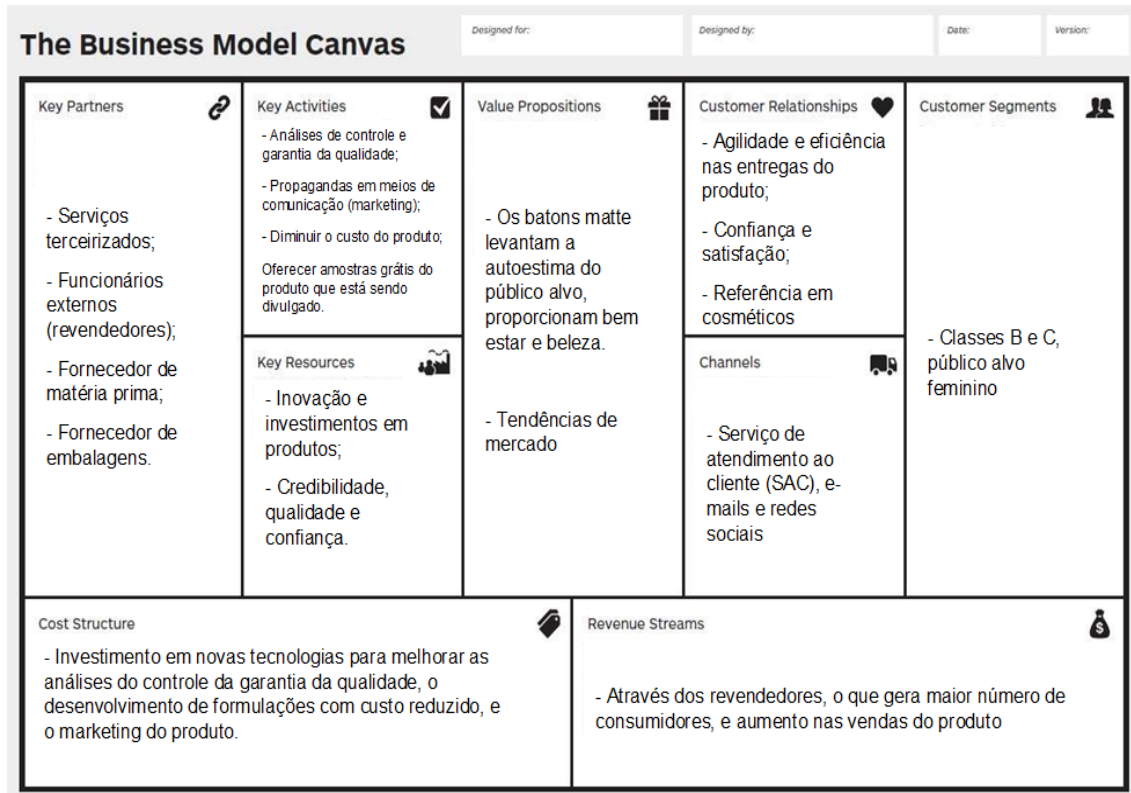 The Business Model Canvas
Designed for:
Designed by:
Date:
Version:
Key Partners
- Serviços
terceirizados;
- Funcionários
externos
(revendedores);
- Fornecedor de
matéria prima;
- Fornecedor de
embalagens.
Key Activities
- Análises de controle e
garantia da qualidade;
- Propagandas em meios de
comunicação (marketing);
- Diminuir o custo do produto;
Oferecer amostras grátis do
produto que está sendo
divulgado.
Key Resources
- Inovação e
investimentos em
produtos;
- Credibilidade,
qualidade e
confiança.
Value Propositions
- Os batons matte
levantam a
autoestima do
público alvo,
proporcionam bem
estar e beleza.
- Tendências de
mercado
Customer Relationships
- Agilidade e eficiência
nas entregas do
produto;
- Confiança e
satisfação;
- Referência em
cosméticos
Channels
- Serviço de
atendimento ao
cliente (SAC), e-
mails e redes
sociais
Customer Segments
- Classes B e C,
público alvo
feminino
Cost Structure
- Investimento em novas tecnologias para melhorar as
análises do controle da garantia da qualidade, o
desenvolvimento de formulações com custo reduzido, e
o marketing do produto.
Revenue Streams
$
- Através dos revendedores, o que gera maior número de
consumidores, e aumento nas vendas do produto